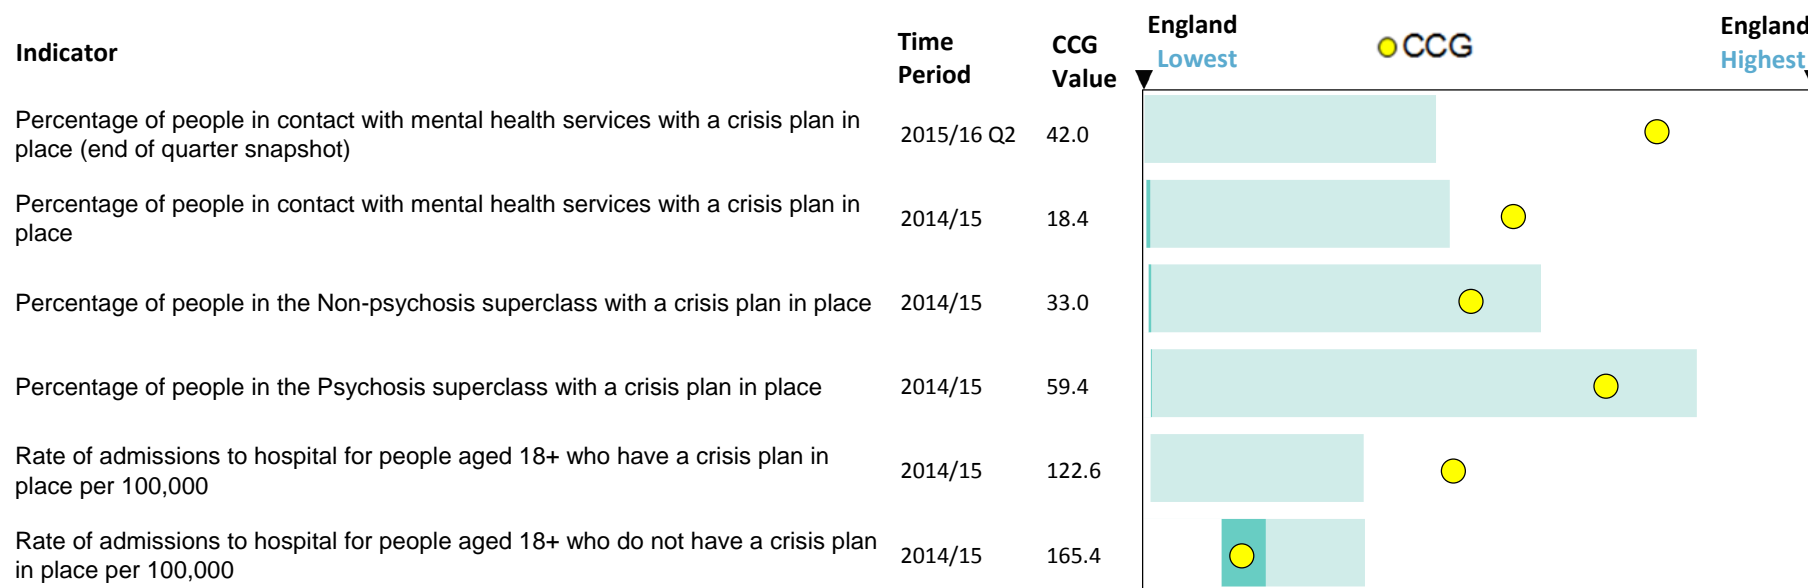 Indicator
Time
Period
CCG
Value
England
Lowest
CCG
England
Highest
Percentage of people in contact with mental health services with a crisis plan in
place (end of quarter snapshot)
2015/16 Q2
42.0
Percentage of people in contact with mental health services with a crisis plan in
place
2014/15
18.4
Percentage of people in the Non-psychosis superclass with a crisis plan in place
2014/15
33.0
Percentage of people in the Psychosis superclass with a crisis plan in place
2014/15
59.4
Rate of admissions to hospital for people aged 18+ who have a crisis plan in
place per 100,000
2014/15
122.6
Rate of admissions to hospital for people aged 18+ who do not have a crisis plan
in place per 100,000
2014/15
165.4